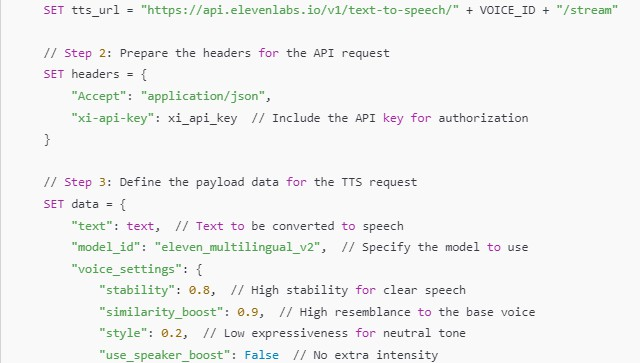 SET tts_url = "https://api.elevenlabs.io/v1/text-to-speech/" + VOICE_ID + "/stream"
// Step 2: Prepare the headers for the API request
SET headers = {
"Accept": "application/json",
"xi-api-key": xi_api_key  // Include the API key for authorization
}
// Step 3: Define the payload data for the TTS request
SET data = {
"text": text,  // Text to be converted to speech
"model_id": "eleven_multilingual_v2",  // Specify the model to use
"voice_settings": {
"stability": 0.8,  // High stability for clear speech
"similarity_boost": 0.9,  // High resemblance to the base voice
"style": 0.2,  // Low expressiveness for neutral tone
"use_speaker_boost": False  // No extra intensity